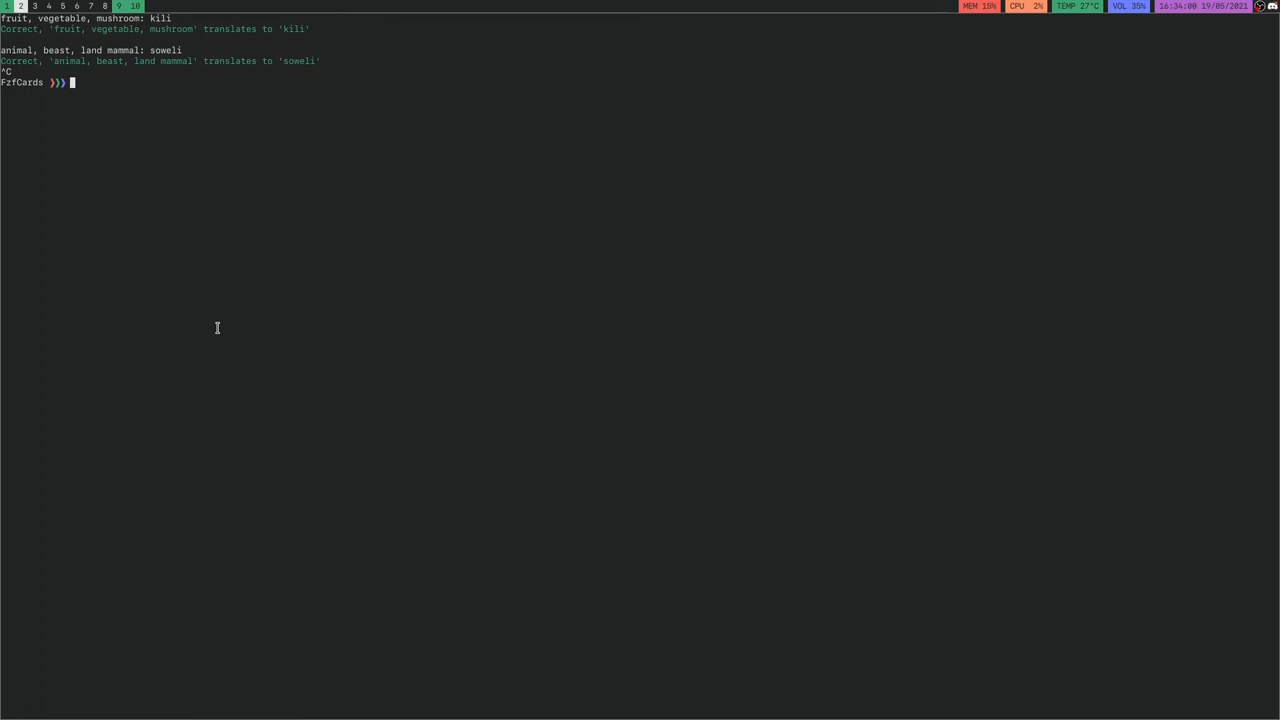 1 2 3 4 5 6 7 8 9 10 MEM 15% CPU 2% TEMP 27°C VOL 35% 16:34:00 19/05/2021
fruit, vegetable, mushroom: kili
Correct, 'fruit, vegetable, mushroom' translates to 'kili'
animal, beast, land mammal: soweli
Correct, 'animal, beast, land mammal' translates to 'soweli'
^C
FzfCards ❯❯❯